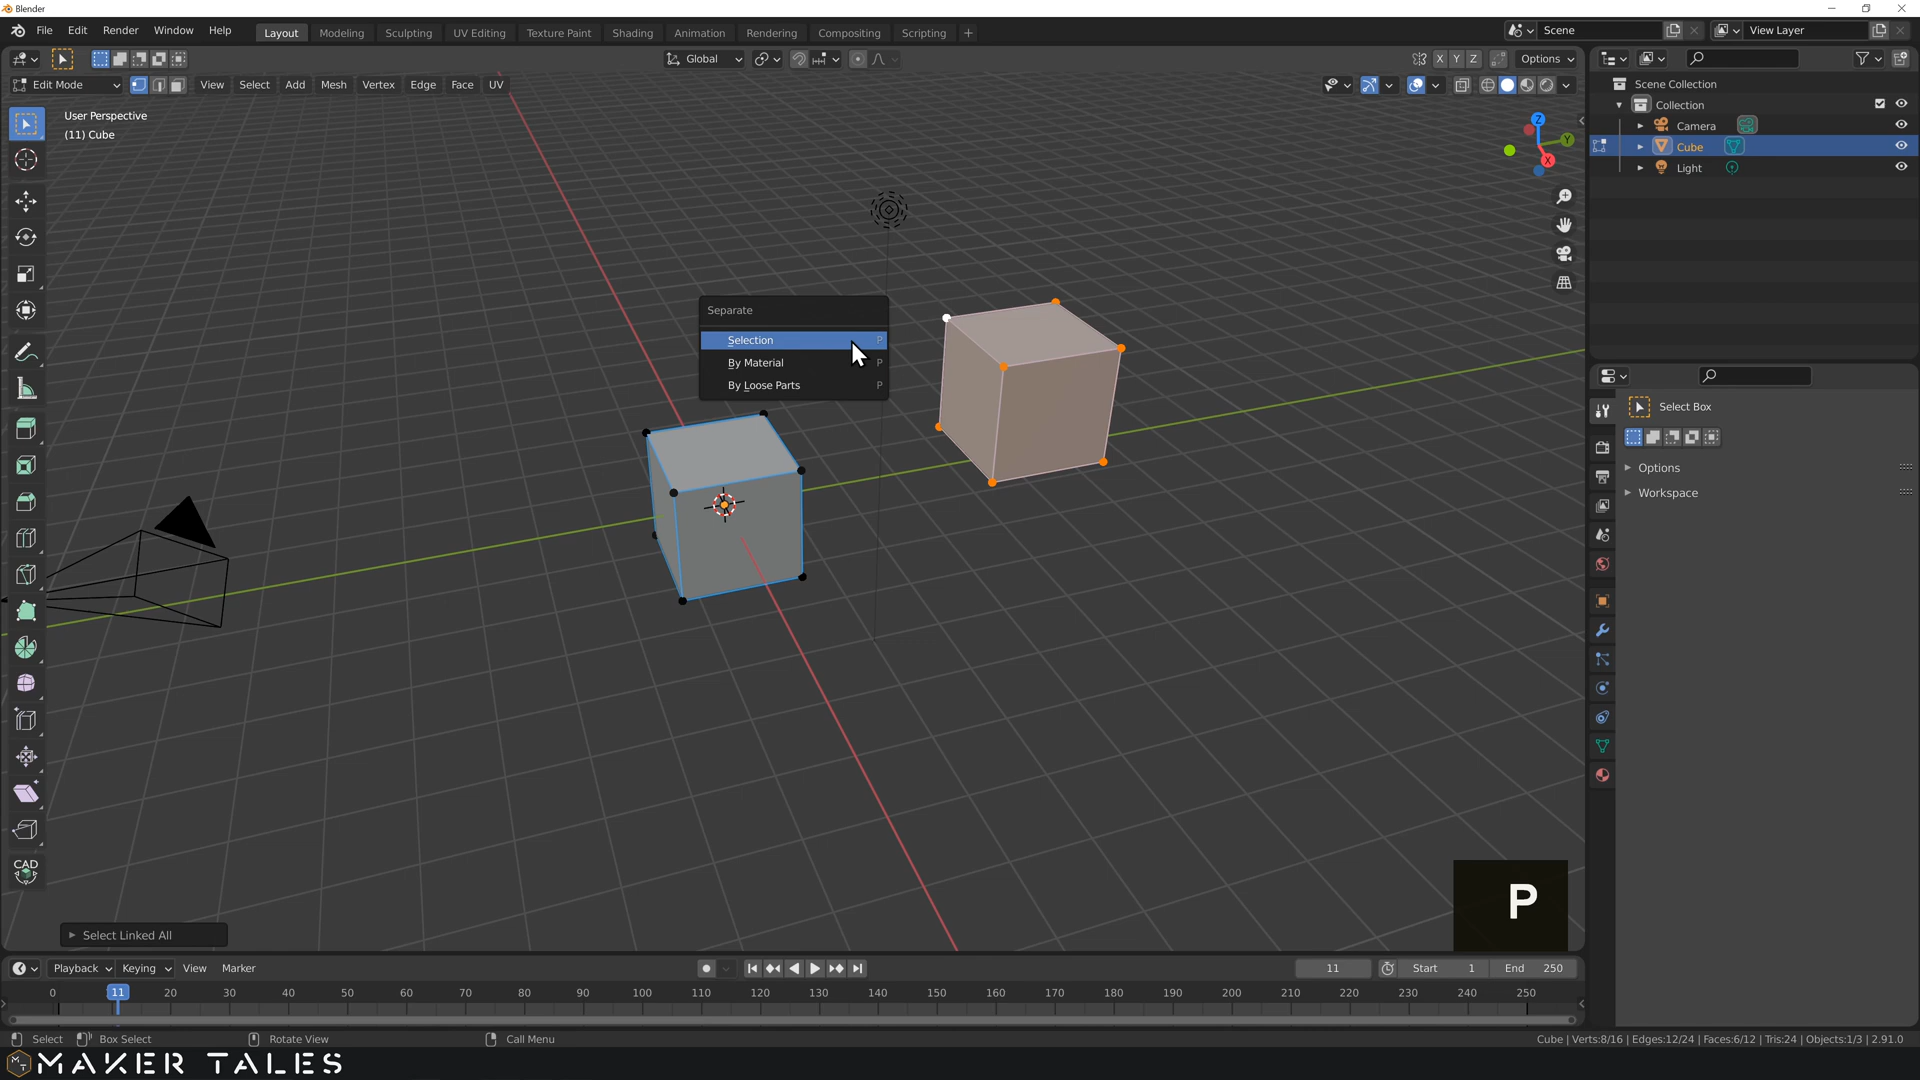 Blender
File Edit Render Window Help
Layout Modeling Sculpting UV Editing Texture Paint Shading Animation Rendering Compositing Scripting +
Scene
View Layer
Global
X Y Z Options
Edit Mode View Select Add Mesh Vertex Edge Face UV
User Perspective
(11) Cube
Z
Y
X
Scene Collection
Collection
Camera
Cube
Light
Separate
Selection P
By Material P
By Loose Parts P
Select Box
Options
Workspace
CAD
P
Select Linked All
Playback Keying View Marker
11 Start 1 End 250
0 11 20 30 40 50 60 70 80 90 100 110 120 130 140 150 160 170 180 190 200 210 220 230 240 250
Select Box Select Rotate View Call Menu
Cube | Verts:8/16 | Edges:12/24 | Faces:6/12 | Tris:24 | Objects:1/3 | 2.91.0
MAKER TALES